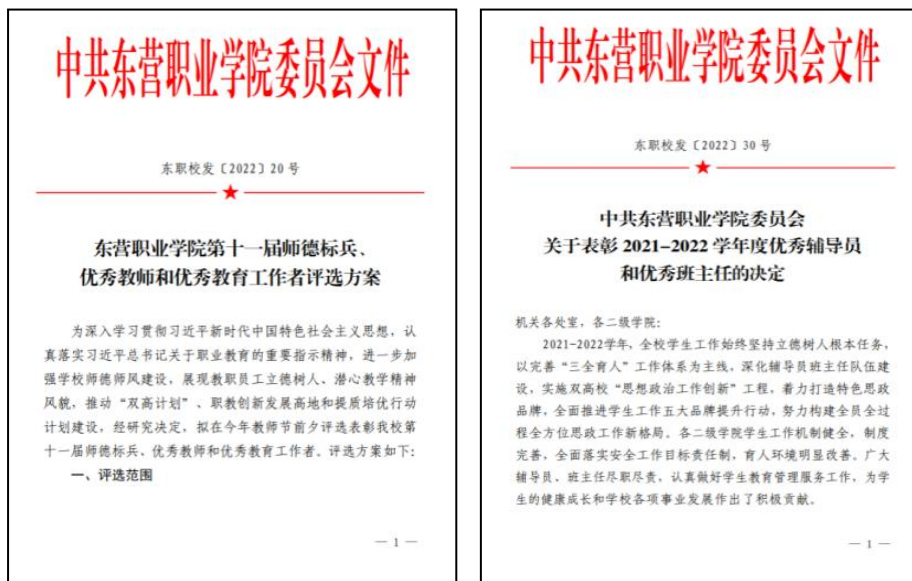 中共东营职业学院委员会文件
东职校发〔2022〕20 号
东营职业学院第十一届师德标兵、
优秀教师和优秀教育工作者评选方案
为深入学习贯彻习近平新时代中国特色社会主义思想，认
真落实习近平总书记关于职业教育的重要指示精神，进一步加
强学校师德师风建设，展现教职员工立德树人、潜心教学精神
风貌，推动“双高计划”、职教创新发展高地和提质培优行动
计划建设，经研究决定，拟在今年教师节前夕评选表彰我校第
十一届师德标兵、优秀教师和优秀教育工作者。评选方案如下：
一、评选范围
— 1 —
中共东营职业学院委员会文件
东职校发〔2022〕30 号
中共东营职业学院委员会
关于表彰 2021-2022 学年度优秀辅导员
和优秀班主任的决定
机关各处室，各二级学院：
2021-2022学年，全校学生工作始终坚持立德树人根本任务，
以完善“三全育人”工作体系为主线，深化辅导员班主任队伍建
设，实施双高校“思想政治工作创新”工程，着力打造特色思政
品牌，全面推进学生工作五大品牌提升行动，努力构建全员全过
程全方位思政工作新格局。各二级学院学生工作机制健全，制度
完善，全面落实安全工作目标责任制，育人环境明显改善。广大
辅导员、班主任尽职尽责，认真做好学生教育管理服务工作，为学
生的健康成长和学校各项事业发展作出了积极贡献。
— 1 —